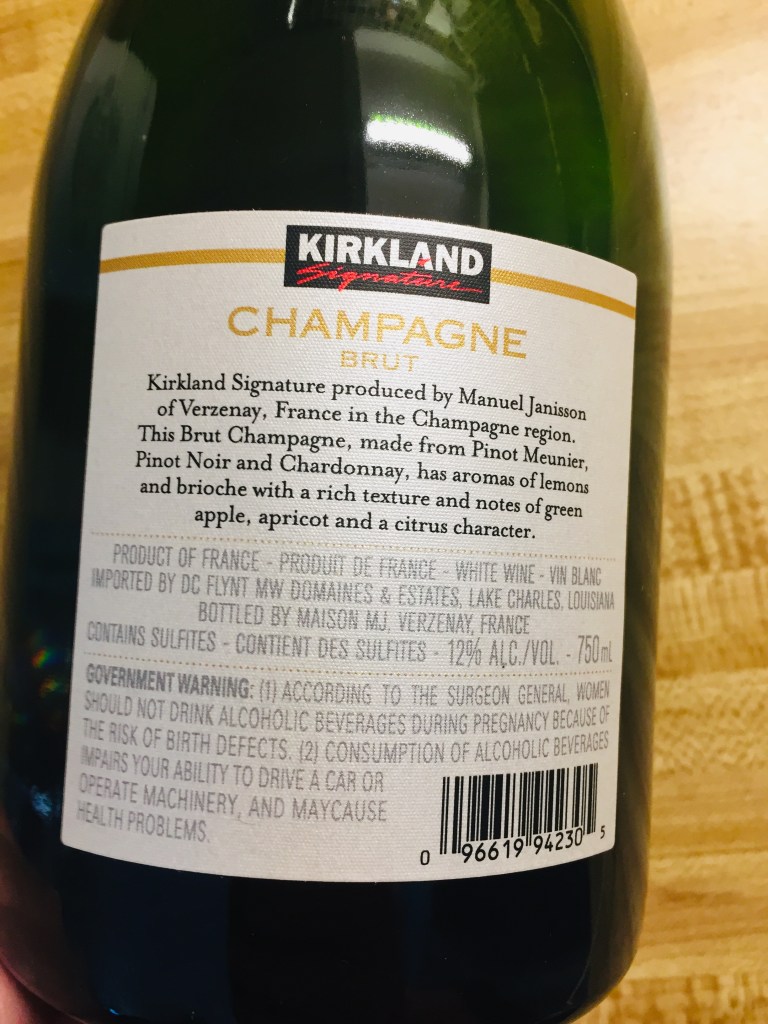 KIRKLAND
Signature
CHAMPAGNE
BRUT
Kirkland Signature produced by Manuel Janisson
of Verzenay, France in the Champagne region.
This Brut Champagne, made from Pinot Meunier,
Pinot Noir and Chardonnay, has aromas of lemons
and brioche with a rich texture and notes of green
apple, apricot and a citrus character.
PRODUCT OF FRANCE - PRODUIT DE FRANCE - WHITE WINE - VIN BLANC
IMPORTED BY DC FLYNT MW DOMAINES & ESTATES, LAKE CHARLES, LOUISIANA
BOTTLED BY MAISON MJ, VERZENAY, FRANCE
CONTAINS SULFITES - CONTIENT DES SULFITES - 12% ALC./VOL. - 750mL
GOVERNMENT WARNING: (1) ACCORDING TO THE SURGEON GENERAL, WOMEN
SHOULD NOT DRINK ALCOHOLIC BEVERAGES DURING PREGNANCY BECAUSE OF
THE RISK OF BIRTH DEFECTS. (2) CONSUMPTION OF ALCOHOLIC BEVERAGES
IMPAIRS YOUR ABILITY TO DRIVE A CAR OR
OPERATE MACHINERY, AND MAYCAUSE
HEALTH PROBLEMS.
0 96619 94230 5